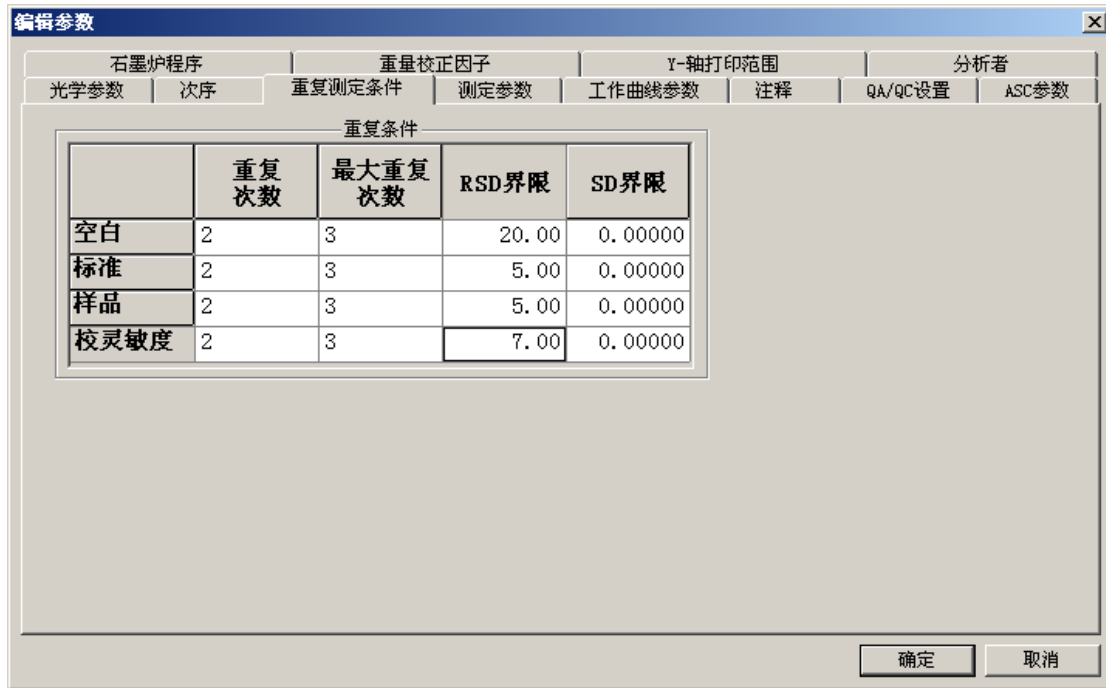 编辑参数
石墨炉程序 重量校正因子 Y-轴打印范围 分析者
光学参数 次序 重复测定条件 测定参数 工作曲线参数 注释 QA/QC设置 ASC参数
重复条件
重复次数 最大重复次数 RSD界限 SD界限
空白 2 3 20.00 0.00000
标准 2 3 5.00 0.00000
样品 2 3 5.00 0.00000
校灵敏度 2 3 7.00 0.00000
确定 取消